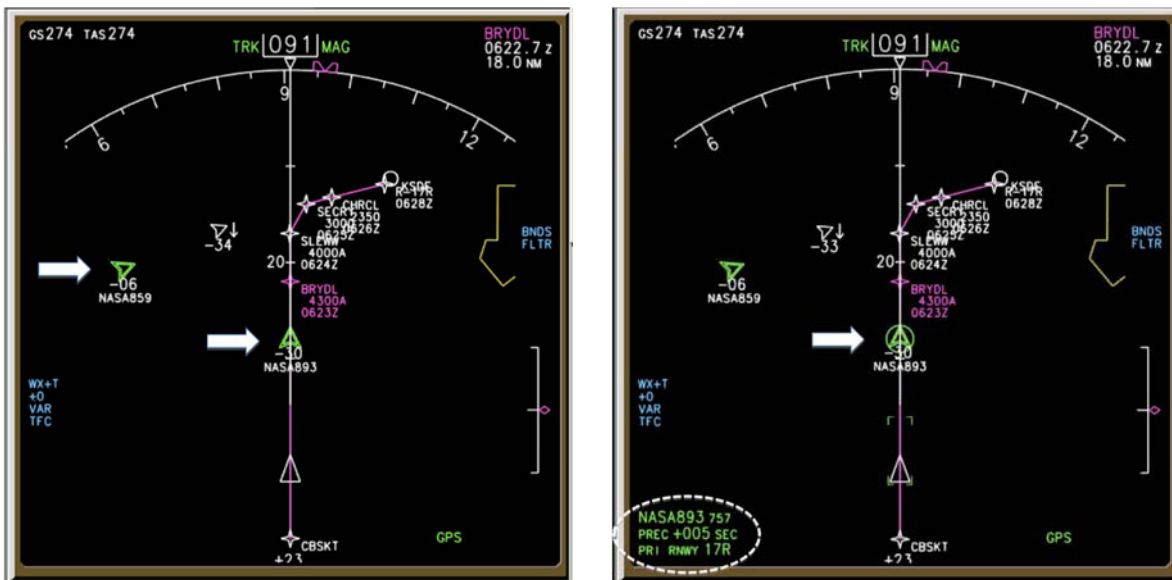 GS274 TAS274
TRK 091 MAG
BRYDL
0622.7 Z
18.0 NM
6
9
12
KSDF
R-17R
0628Z
CHRCL
2350
0626Z
SECRT
3000
0625Z
-34
SLEWW
4000A
0624Z
BNDS
FLTR
20
-06
NASA859
BRYDL
4300A
0623Z
-30
NASA893
WX+T
+0
VAR
TFC
GPS
CBSKT
+23
GS274 TAS274
TRK 091 MAG
BRYDL
0622.7 Z
18.0 NM
6
9
12
KSDF
R-17R
0628Z
CHRCL
2350
0626Z
SECRT
3000
0625Z
-33
SLEWW
4000A
0624Z
BNDS
FLTR
20
-06
NASA859
BRYDL
4300A
0623Z
-30
NASA893
WX+T
+0
VAR
TFC
NASA893 757
PREC +005 SEC
PRI RNWY 17R
GPS
CBSKT
+23